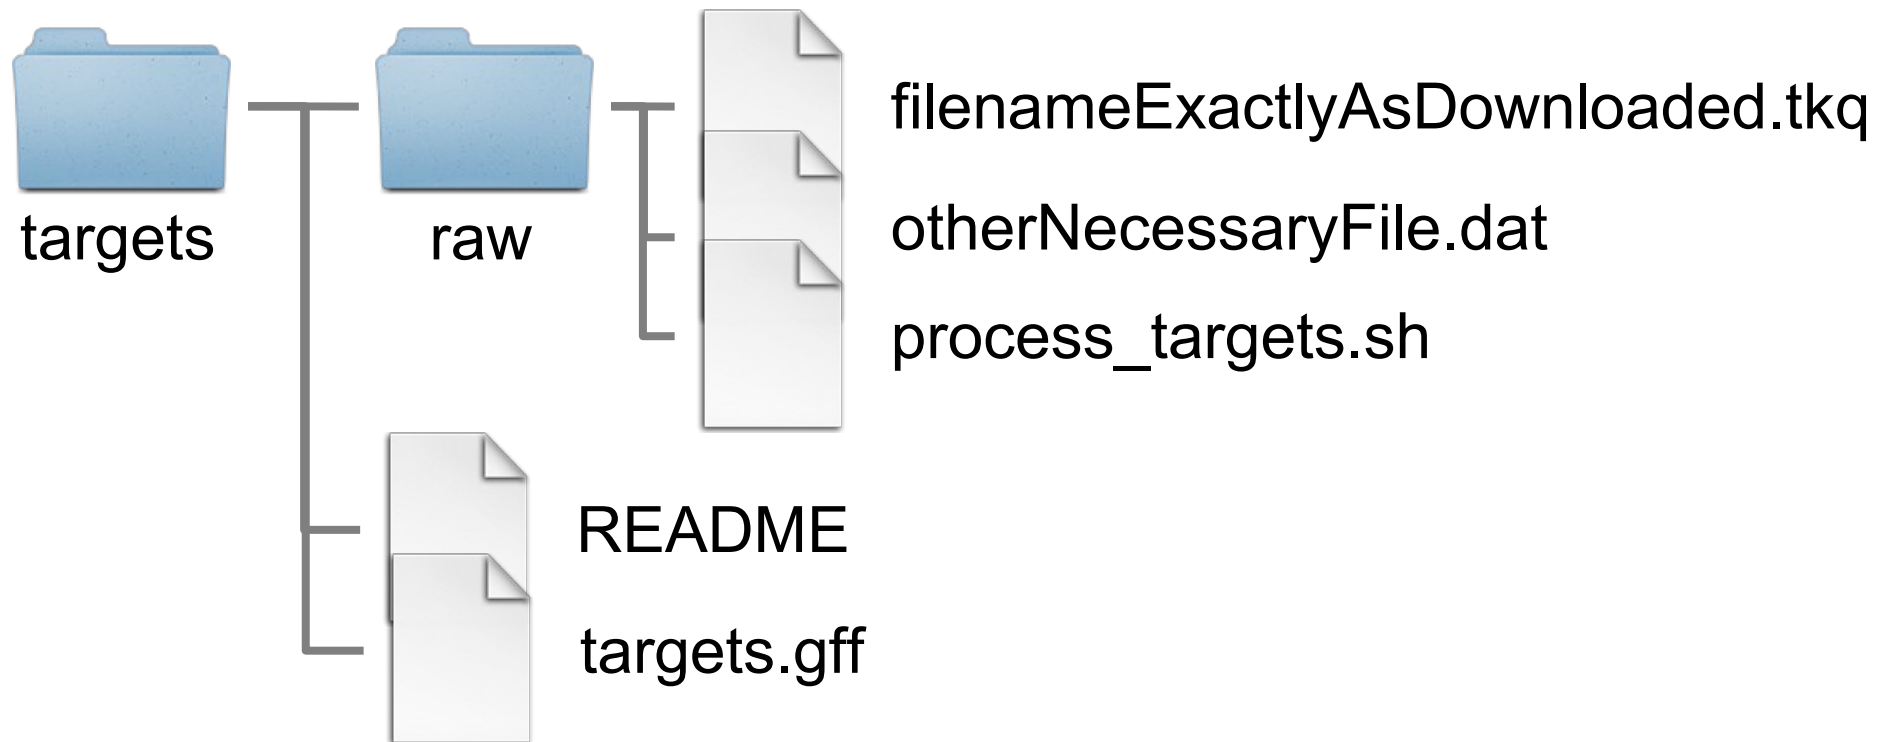 filenameExactlyAsDownloaded.tkq
otherNecessaryFile.dat
targets
raw
process_targets.sh
README
targets.gff